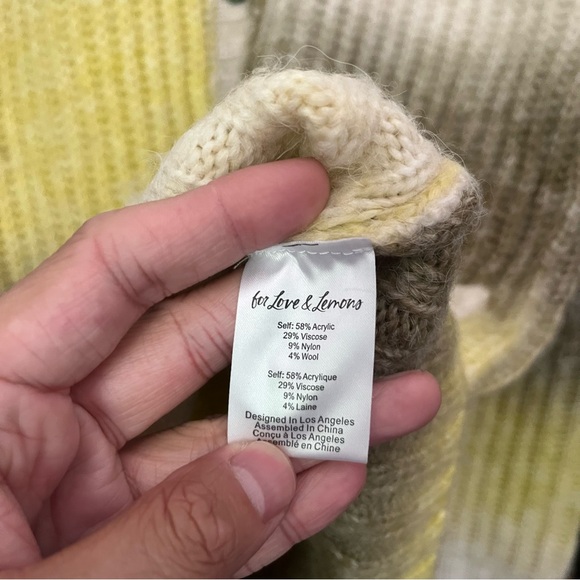 for Love & Lemons
Self: 58% Acrylic
29% Viscose
9% Nylon
4% Wool
Self: 58% Acrylique
29% Viscose
9% Nylon
4% Laine
Designed In Los Angeles
Assembled In China
Conçu à Los Angeles
Assemblé en Chine